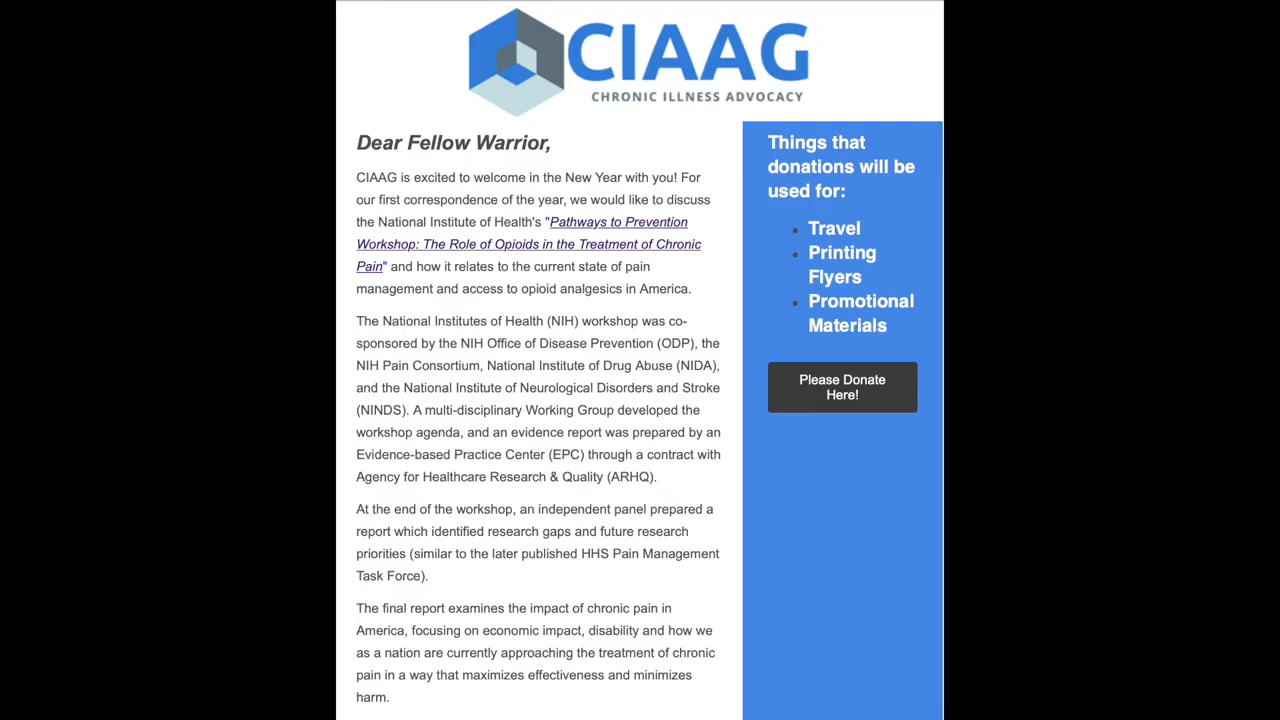 CIAAG
CHRONIC ILLNESS ADVOCACY
Dear Fellow Warrior,
CIAAG is excited to welcome in the New Year with you! For
our first correspondence of the year, we would like to discuss
the National Institute of Health's "Pathways to Prevention
Workshop: The Role of Opioids in the Treatment of Chronic
Pain" and how it relates to the current state of pain
management and access to opioid analgesics in America.
The National Institutes of Health (NIH) workshop was co-
sponsored by the NIH Office of Disease Prevention (ODP), the
NIH Pain Consortium, National Institute of Drug Abuse (NIDA),
and the National Institute of Neurological Disorders and Stroke
(NINDS). A multi-disciplinary Working Group developed the
workshop agenda, and an evidence report was prepared by an
Evidence-based Practice Center (EPC) through a contract with
Agency for Healthcare Research & Quality (ARHQ).
At the end of the workshop, an independent panel prepared a
report which identified research gaps and future research
priorities (similar to the later published HHS Pain Management
Task Force).
The final report examines the impact of chronic pain in
America, focusing on economic impact, disability and how we
as a nation are currently approaching the treatment of chronic
pain in a way that maximizes effectiveness and minimizes
harm.
Things that
donations will be
used for:
• Travel
• Printing
Flyers
• Promotional
Materials
Please Donate
Here!